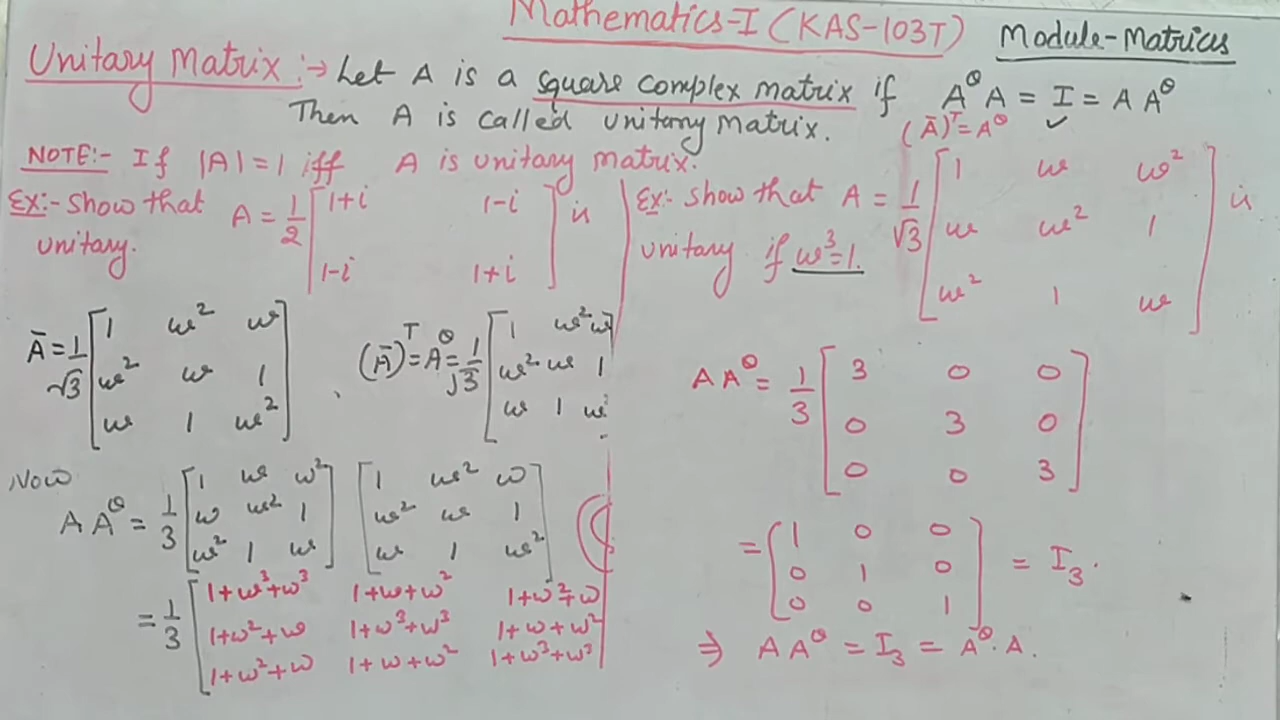 Mathematics-I (KAS-103T) Module-Matrices
Unitary Matrix :→ Let A is a square complex matrix if A^θ A = I = A A^θ
Then A is called unitary matrix. (Ā)^T = A^θ ✓
NOTE:- If |A| = 1 iff A is unitary matrix.
Ex:- Show that A = 1/2 [1+i 1-i
unitary. 1-i 1+i] is
Ex:- Show that A = 1/√3 [1 ω ω²
unitary if ω³=1. ω ω² 1
ω² 1 ω] is
Ā = 1/√3 [1 ω² ω
ω² ω 1
ω 1 ω²] , (Ā)^T = A^θ = 1/√3 [1 ω² ω
ω² ω 1
ω 1 ω²]
Now
A A^θ = 1/3 [1 ω ω²
ω ω² 1
ω² 1 ω] [1 ω² ω
ω² ω 1
ω 1 ω²]
= 1/3 [1+ω³+ω³ 1+ω+ω² 1+ω²+ω
1+ω²+ω 1+ω³+ω³ 1+ω+ω²
1+ω²+ω 1+ω+ω² 1+ω³+ω³
A A^θ = 1/3 [3 0 0
0 3 0
0 0 3]
= [1 0 0
0 1 0
0 0 1] = I₃.
⇒ A A^θ = I₃ = A^θ. A.